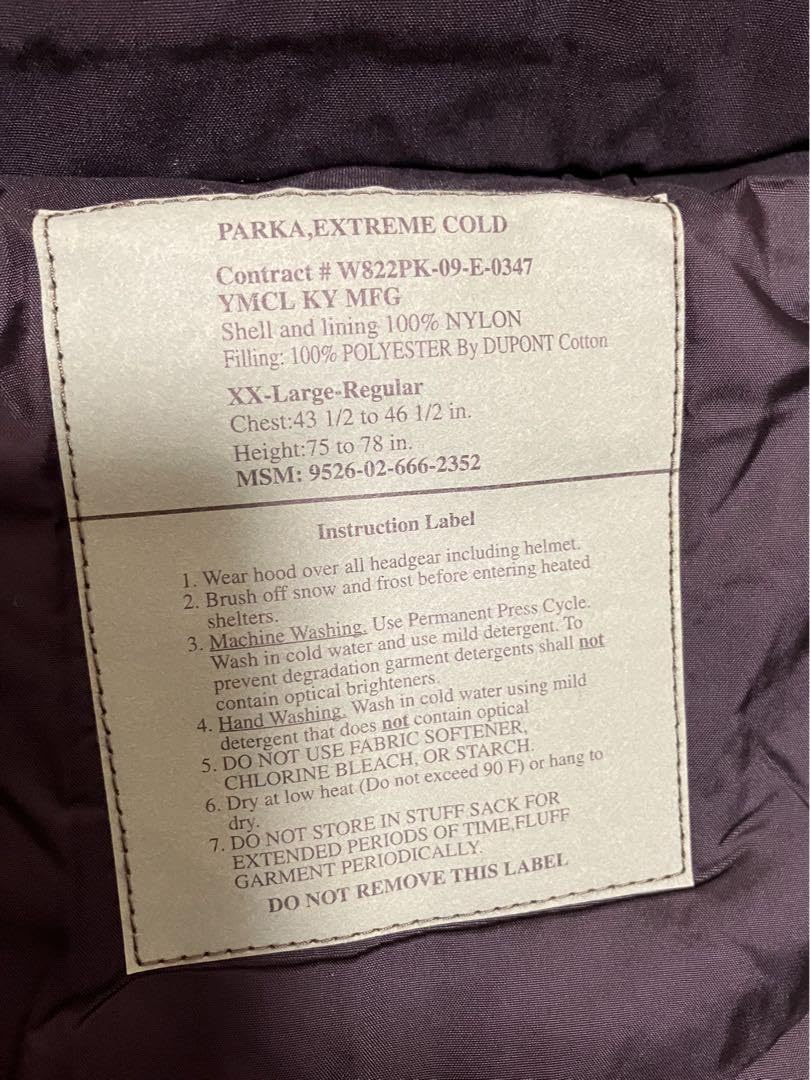 PARKA,EXTREME COLD
Contract # W822PK-09-E-0347
YMCL KY MFG
Shell and lining 100% NYLON
Filling: 100% POLYESTER By DUPONT Cotton
XX-Large-Regular
Chest:43 1/2 to 46 1/2 in.
Height:75 to 78 in.
MSM: 9526-02-666-2352
Instruction Label
1. Wear hood over all headgear including helmet.
2. Brush off snow and frost before entering heated
shelters.
3. Machine Washing. Use Permanent Press Cycle.
Wash in cold water and use mild detergent. To
prevent degradation garment detergents shall not
contain optical brighteners.
4. Hand Washing. Wash in cold water using mild
detergent that does not contain optical
5. DO NOT USE FABRIC SOFTENER,
CHLORINE BLEACH, OR STARCH.
6. Dry at low heat (Do not exceed 90 F) or hang to
dry.
7. DO NOT STORE IN STUFF SACK FOR
EXTENDED PERIODS OF TIME,FLUFF
GARMENT PERIODICALLY.
DO NOT REMOVE THIS LABEL